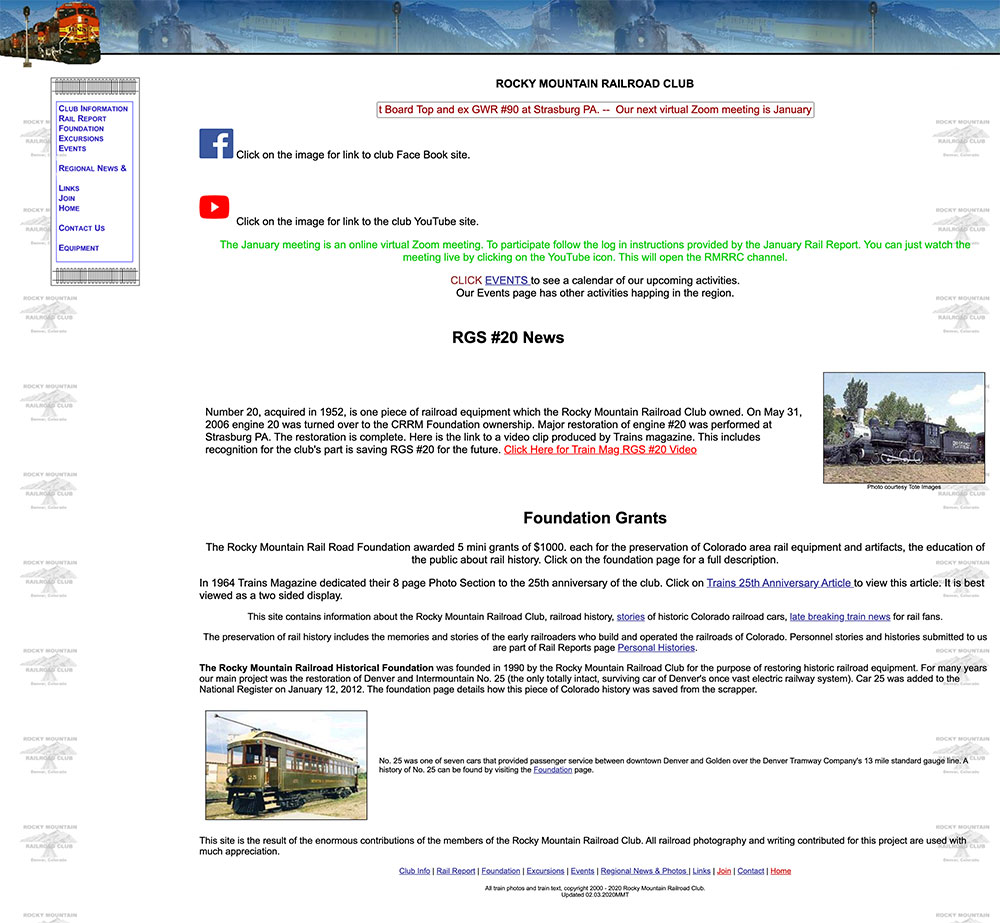 ROCKY MOUNTAIN RAILROAD CLUB
t Board Top and ex GWR #90 at Strasburg PA. -- Our next virtual Zoom meeting is January
Club Information
Rail Report
Foundation
Excursions
Events
Regional News &
Links
Join
Home
Contact Us
Equipment
Click on the image for link to club Face Book site.
Click on the image for link to the club YouTube site.
The January meeting is an online virtual Zoom meeting. To participate follow the log in instructions provided by the January Rail Report. You can just watch the
meeting live by clicking on the YouTube icon. This will open the RMRRC channel.
CLICK EVENTS to see a calendar of our upcoming activities.
Our Events page has other activities happing in the region.
RGS #20 News
Number 20, acquired in 1952, is one piece of railroad equipment which the Rocky Mountain Railroad Club owned. On May 31,
2006 engine 20 was turned over to the CRRM Foundation ownership. Major restoration of engine #20 was performed at
Strasburg PA. The restoration is complete. Here is the link to a video clip produced by Trains magazine. This includes
recognition for the club's part is saving RGS #20 for the future. Click Here for Train Mag RGS #20 Video
Photo courtesy Tote Images
Foundation Grants
The Rocky Mountain Rail Road Foundation awarded 5 mini grants of $1000. each for the preservation of Colorado area rail equipment and artifacts, the education of
the public about rail history. Click on the foundation page for a full description.
In 1964 Trains Magazine dedicated their 8 page Photo Section to the 25th anniversary of the club. Click on Trains 25th Anniversary Article to view this article. It is best
viewed as a two sided display.
This site contains information about the Rocky Mountain Railroad Club, railroad history, stories of historic Colorado railroad cars, late breaking train news for rail fans.
The preservation of rail history includes the memories and stories of the early railroaders who build and operated the railroads of Colorado. Personnel stories and histories submitted to us
are part of Rail Reports page Personal Histories.
The Rocky Mountain Railroad Historical Foundation was founded in 1990 by the Rocky Mountain Railroad Club for the purpose of restoring historic railroad equipment. For many years
our main project was the restoration of Denver and Intermountain No. 25 (the only totally intact, surviving car of Denver's once vast electric railway system). Car 25 was added to the
National Register on January 12, 2012. The foundation page details how this piece of Colorado history was saved from the scrapper.
25
No. 25 was one of seven cars that provided passenger service between downtown Denver and Golden over the Denver Tramway Company's 13 mile standard gauge line. A
history of No. 25 can be found by visiting the Foundation page.
This site is the result of the enormous contributions of the members of the Rocky Mountain Railroad Club. All railroad photography and writing contributed for this project are used with
much appreciation.
Club Info | Rail Report | Foundation | Excursions | Events | Regional News & Photos | Links | Join | Contact | Home
All train photos and train text, copyright 2000 - 2020 Rocky Mountain Railroad Club.
Updated 02.03.2020MMT
ROCKY MOUNTAIN
RAILROAD CLUB
Denver, Colorado